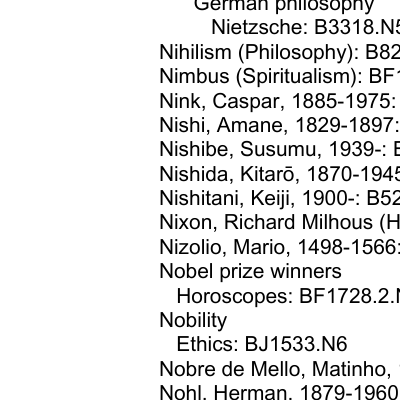 German philosophy
Nietzsche: B3318.N5
Nihilism (Philosophy): B82
Nimbus (Spiritualism): BF1
Nink, Caspar, 1885-1975:
Nishi, Amane, 1829-1897:
Nishibe, Susumu, 1939-: B
Nishida, Kitarō, 1870-1945
Nishitani, Keiji, 1900-: B52
Nixon, Richard Milhous (H
Nizolio, Mario, 1498-1566:
Nobel prize winners
Horoscopes: BF1728.2.N
Nobility
Ethics: BJ1533.N6
Nobre de Mello, Matinho,
Nohl, Herman, 1879-1960